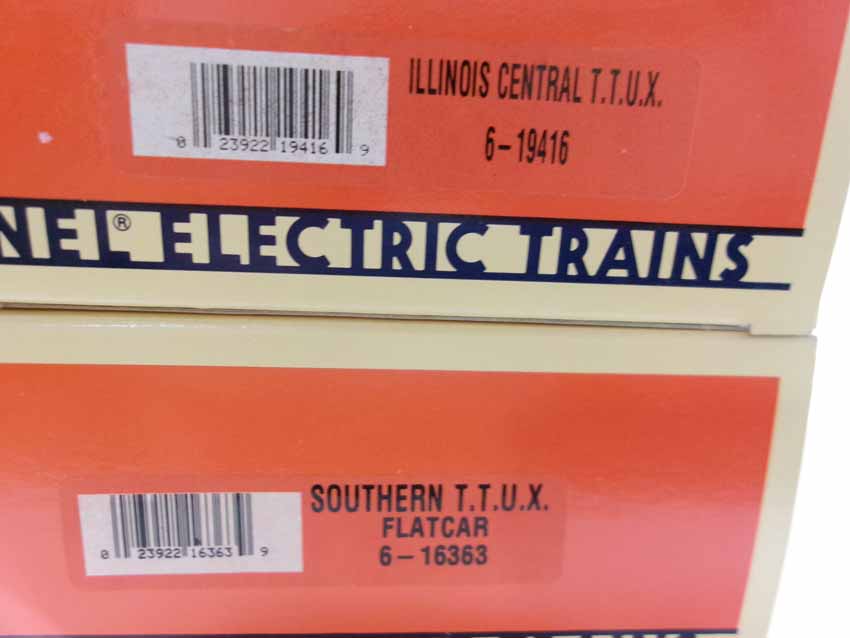 ILLINOIS CENTRAL T.T.U.X.
6-19416
0 23922 19416 9
NEL® ELECTRIC TRAINS
SOUTHERN T.T.U.X.
FLATCAR
6-16363
0 23922 16363 9